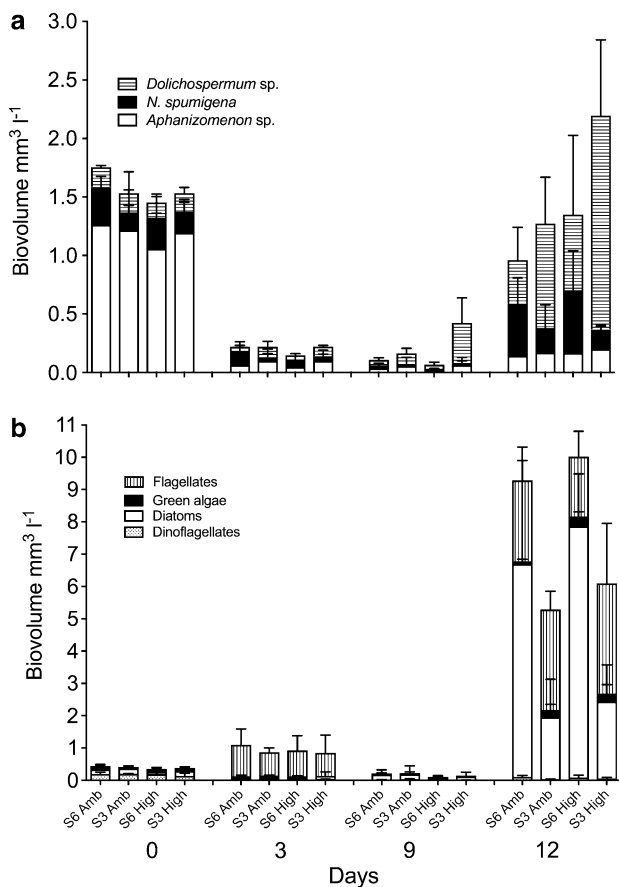 a
3.0
2.5
2.0
1.5
1.0
0.5
0.0
Biovolume mm³ l⁻¹
Dolichospermum sp.
N. spumigena
Aphanizomenon sp.
b
11
10
9
8
7
6
5
4
3
2
1
0
Biovolume mm³ l⁻¹
Flagellates
Green algae
Diatoms
Dinoflagellates
S6 Amb S3 Amb S6 High S3 High S6 Amb S3 Amb S6 High S3 High S6 Amb S3 Amb S6 High S3 High S6 Amb S3 Amb S6 High S3 High
0 3 9 12
Days